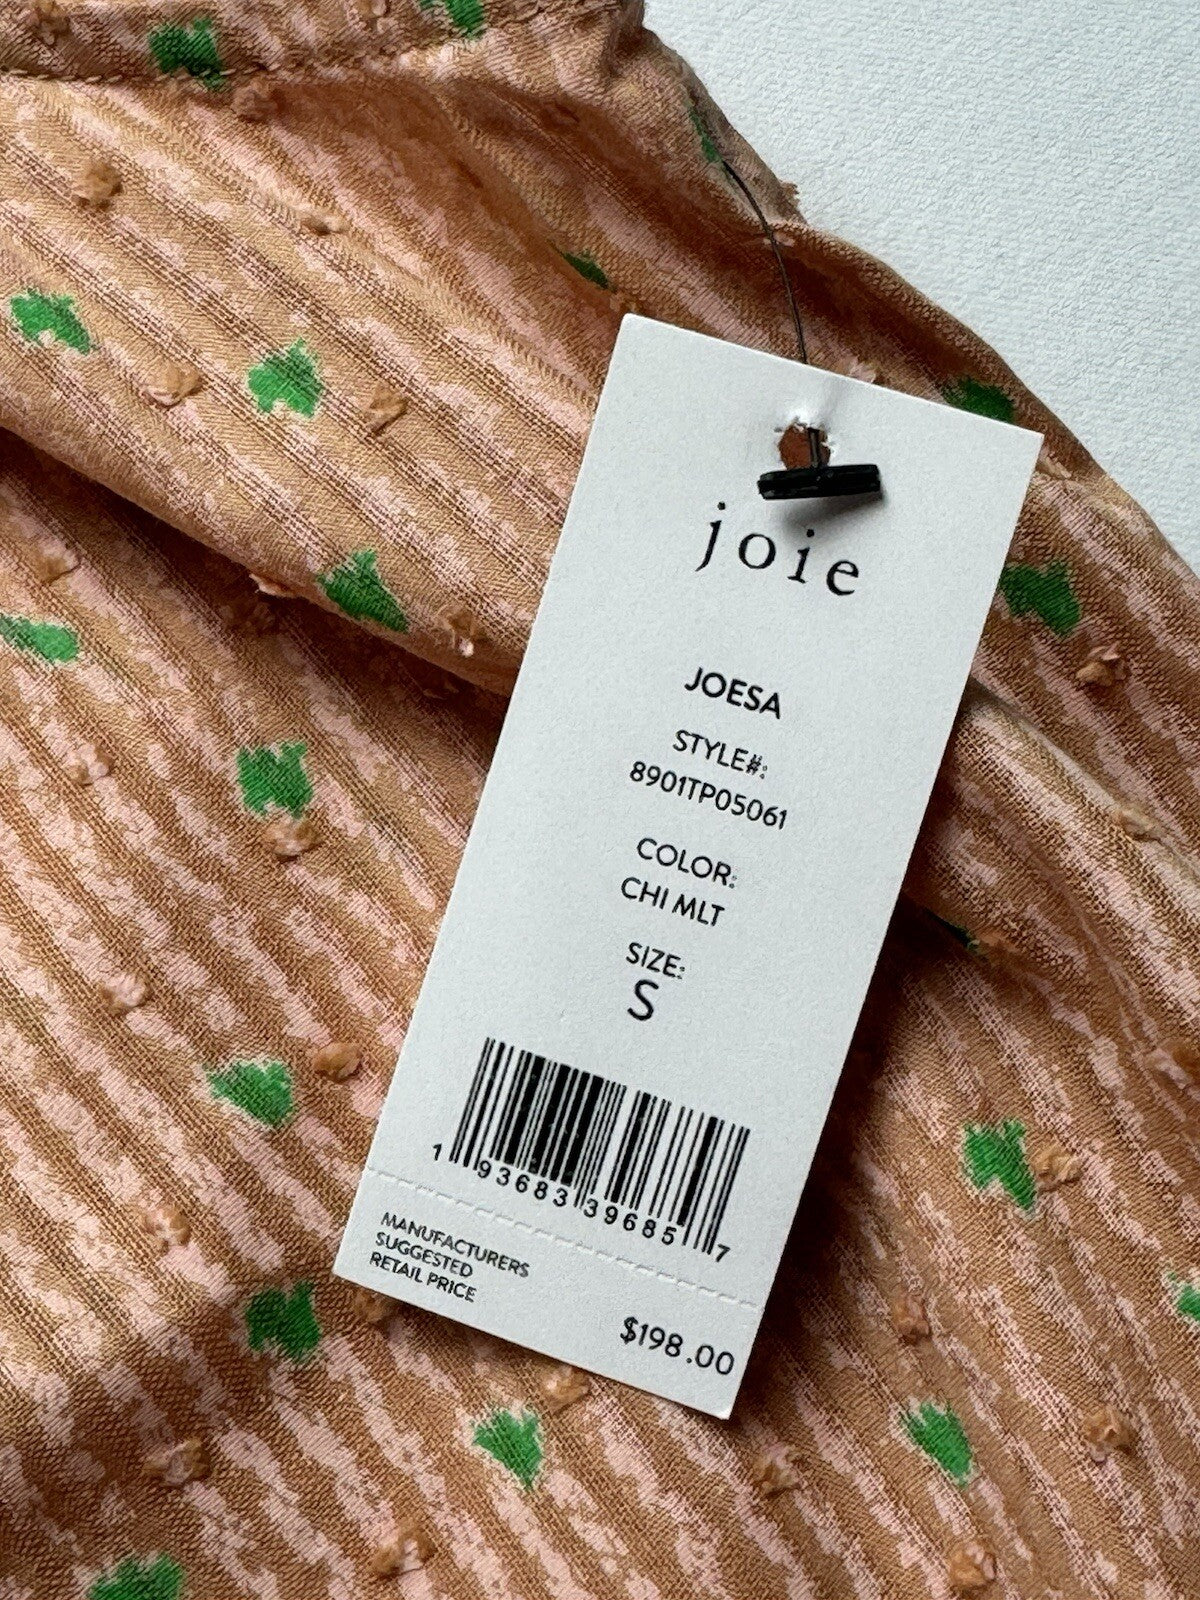 joie
JOESA
STYLE#:
8901TP05061
COLOR:
CHI MLT
SIZE:
S
1 93683 39685 7
MANUFACTURERS
SUGGESTED
RETAIL PRICE
$198.00